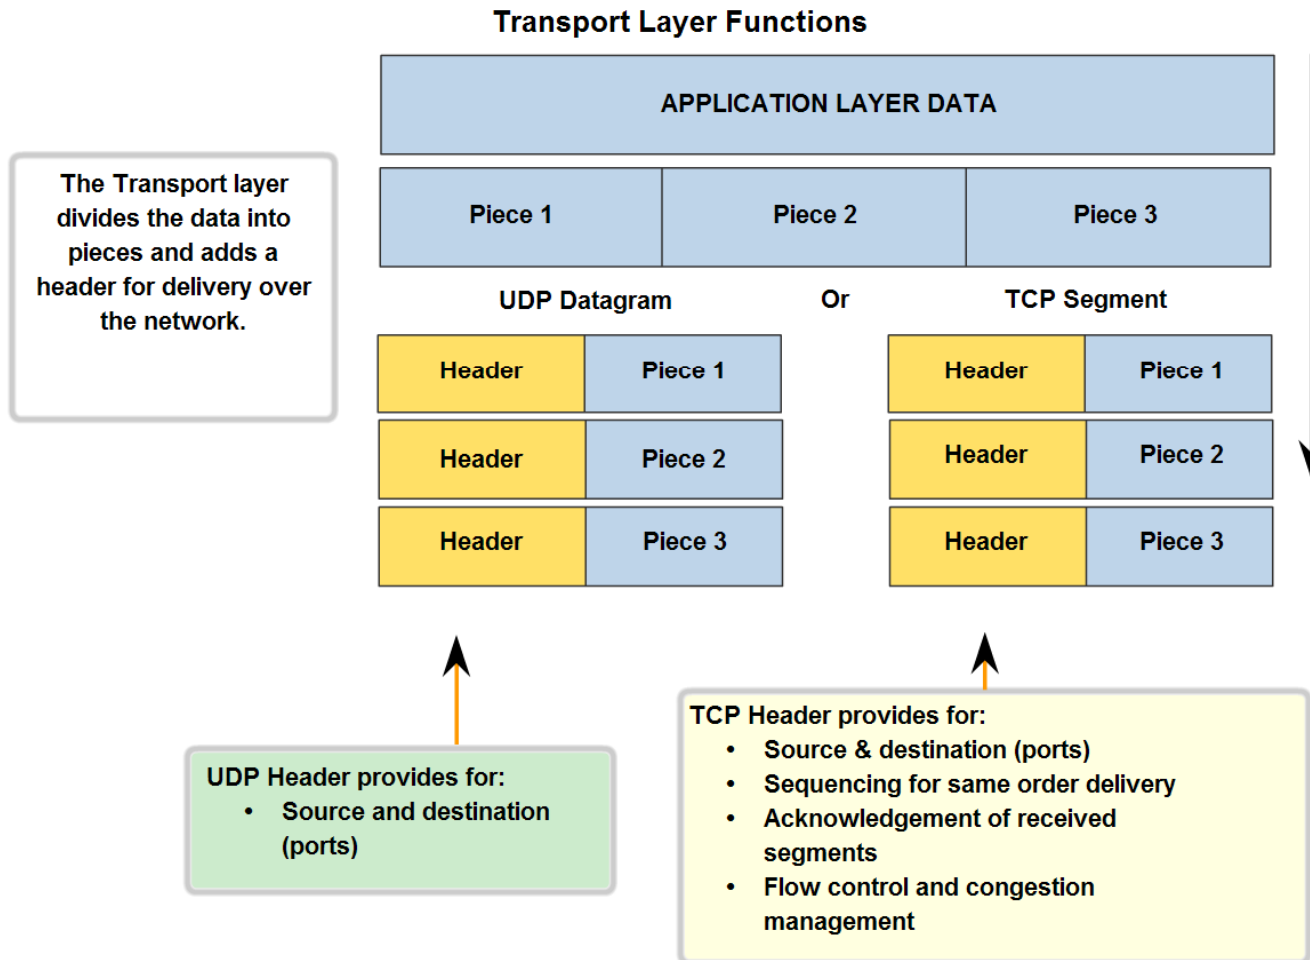 Transport Layer Functions
APPLICATION LAYER DATA
The Transport layer
divides the data into
pieces and adds a
header for delivery over
the network.
Piece 1 Piece 2 Piece 3
UDP Datagram Or TCP Segment
Header Piece 1 Header Piece 1
Header Piece 2 Header Piece 2
Header Piece 3 Header Piece 3
UDP Header provides for:
• Source and destination
(ports)
TCP Header provides for:
• Source & destination (ports)
• Sequencing for same order delivery
• Acknowledgement of received
segments
• Flow control and congestion
management